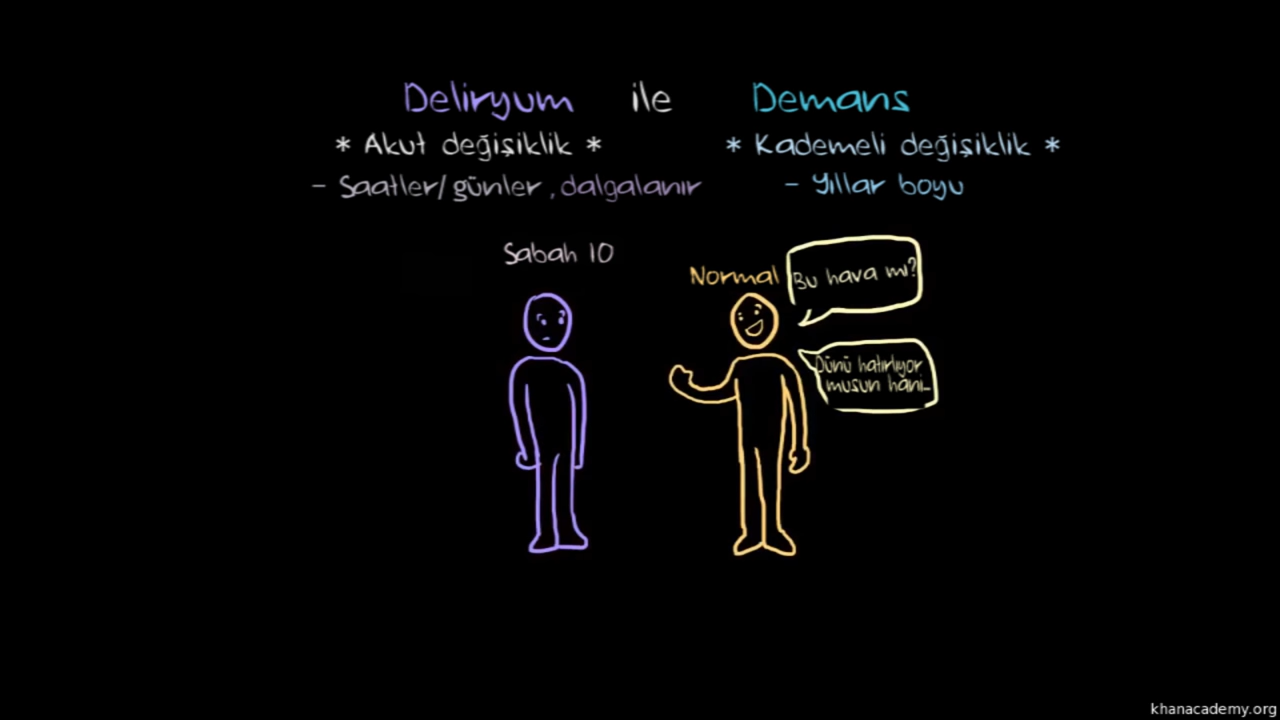 Deliryum ile Demans
* Akut değişiklik * * Kademeli değişiklik *
- Saatler/günler, dalgalanır - Yıllar boyu
Sabah 10
Normal
Bu hava mı?
Dünü hatırlıyor
musun hani...
khanacademy.org